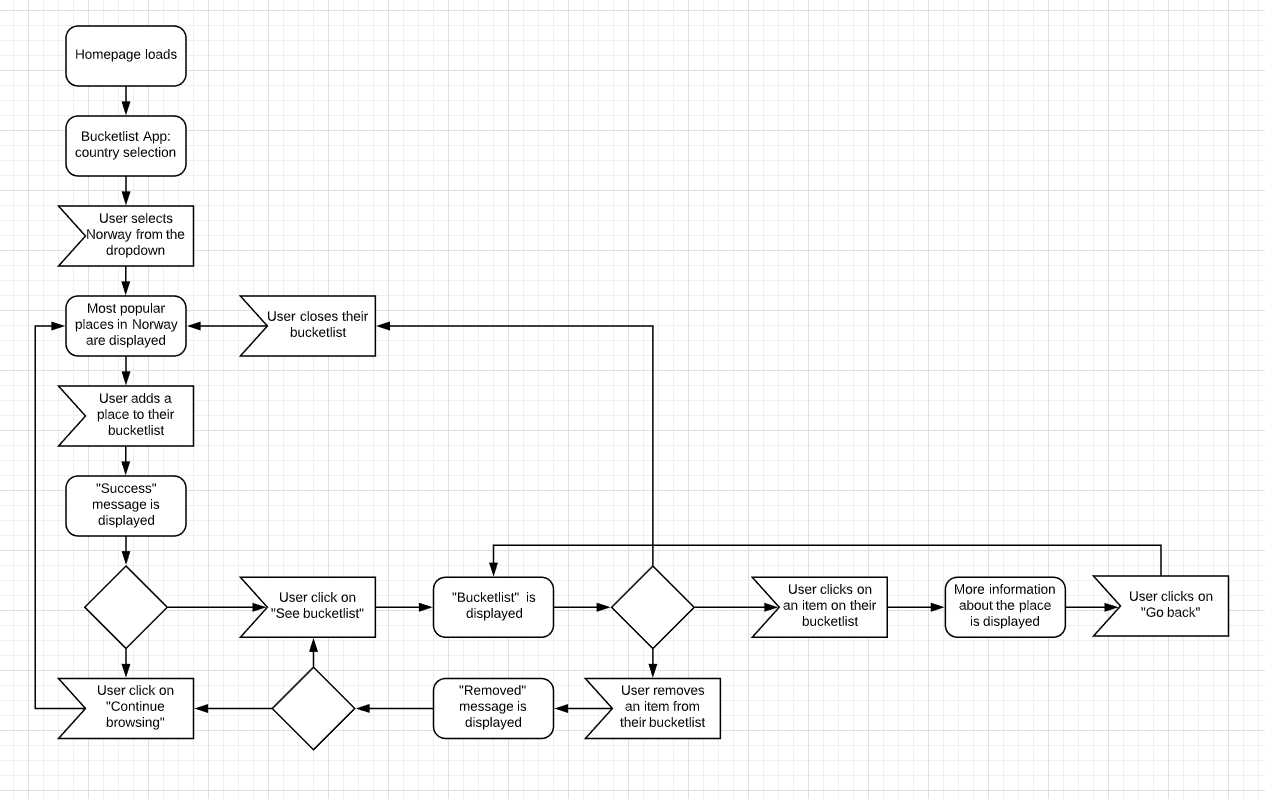 Homepage loads
Bucketlist App:
country selection
User selects
Norway from the
dropdown
Most popular
places in Norway
are displayed
User closes their
bucketlist
User adds a
place to their
bucketlist
"Success"
message is
displayed
User click on
"See bucketlist"
"Bucketlist" is
displayed
User clicks on
an item on their
bucketlist
More information
about the place
is displayed
User clicks on
"Go back"
User click on
"Continue
browsing"
"Removed"
message is
displayed
User removes
an item from
their bucketlist